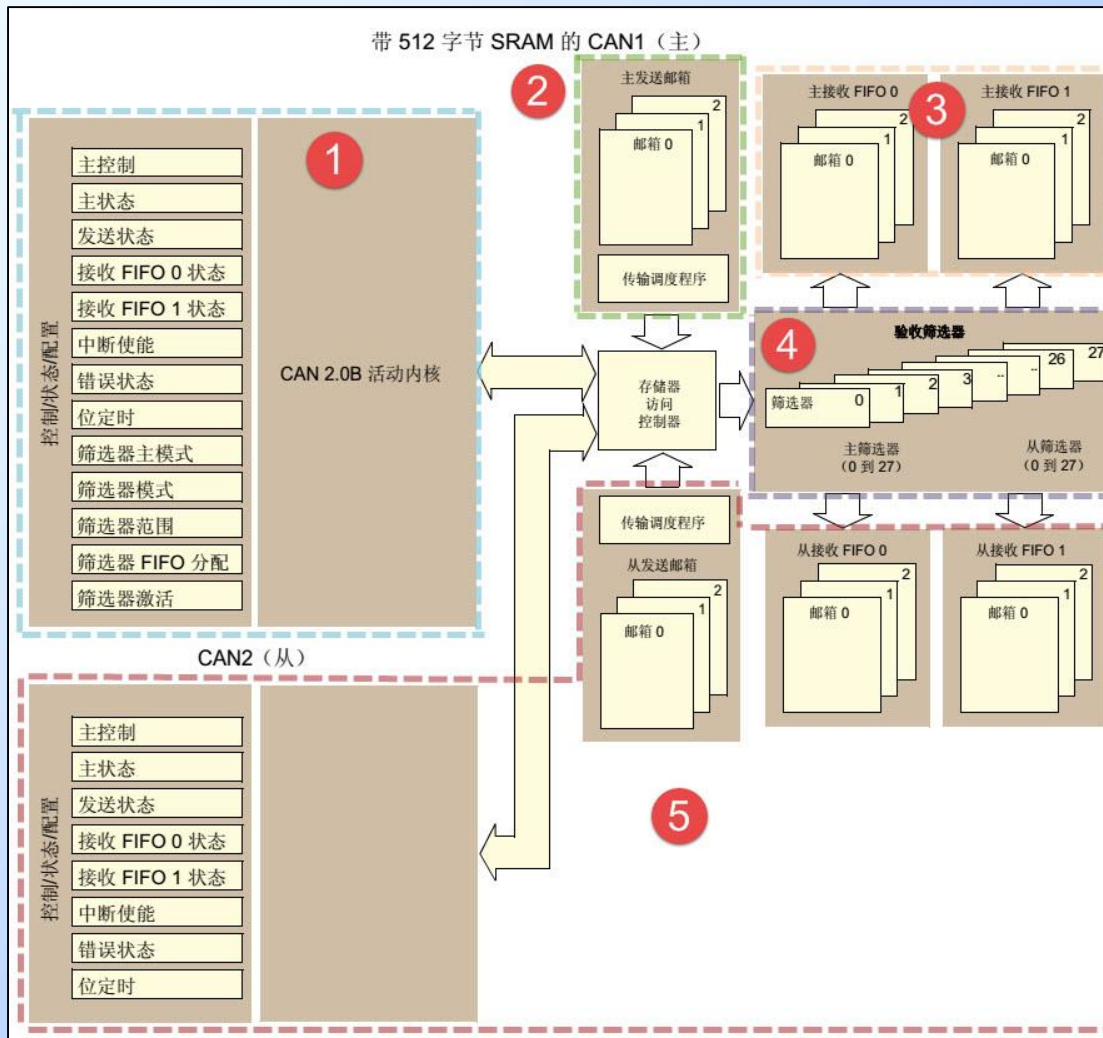 带 512 字节 SRAM 的 CAN1（主）
1
控制/状态/配置
主控制
主状态
发送状态
接收 FIFO 0 状态
接收 FIFO 1 状态
中断使能
错误状态
位定时
筛选器主模式
筛选器模式
筛选器范围
筛选器 FIFO 分配
筛选器激活
CAN 2.0B 活动内核
2
主发送邮箱
2
1
邮箱 0
传输调度程序
存储器
访问
控制器
3
主接收 FIFO 0
2
1
邮箱 0
主接收 FIFO 1
2
1
邮箱 0
4
验收筛选器
筛选器 0 1 2 3 .. .. 26 27
主筛选器
（0 到 27）
从筛选器
（0 到 27）
传输调度程序
从发送邮箱
2
1
邮箱 0
从接收 FIFO 0
2
1
邮箱 0
从接收 FIFO 1
2
1
邮箱 0
CAN2（从）
控制/状态/配置
主控制
主状态
发送状态
接收 FIFO 0 状态
接收 FIFO 1 状态
中断使能
错误状态
位定时
5